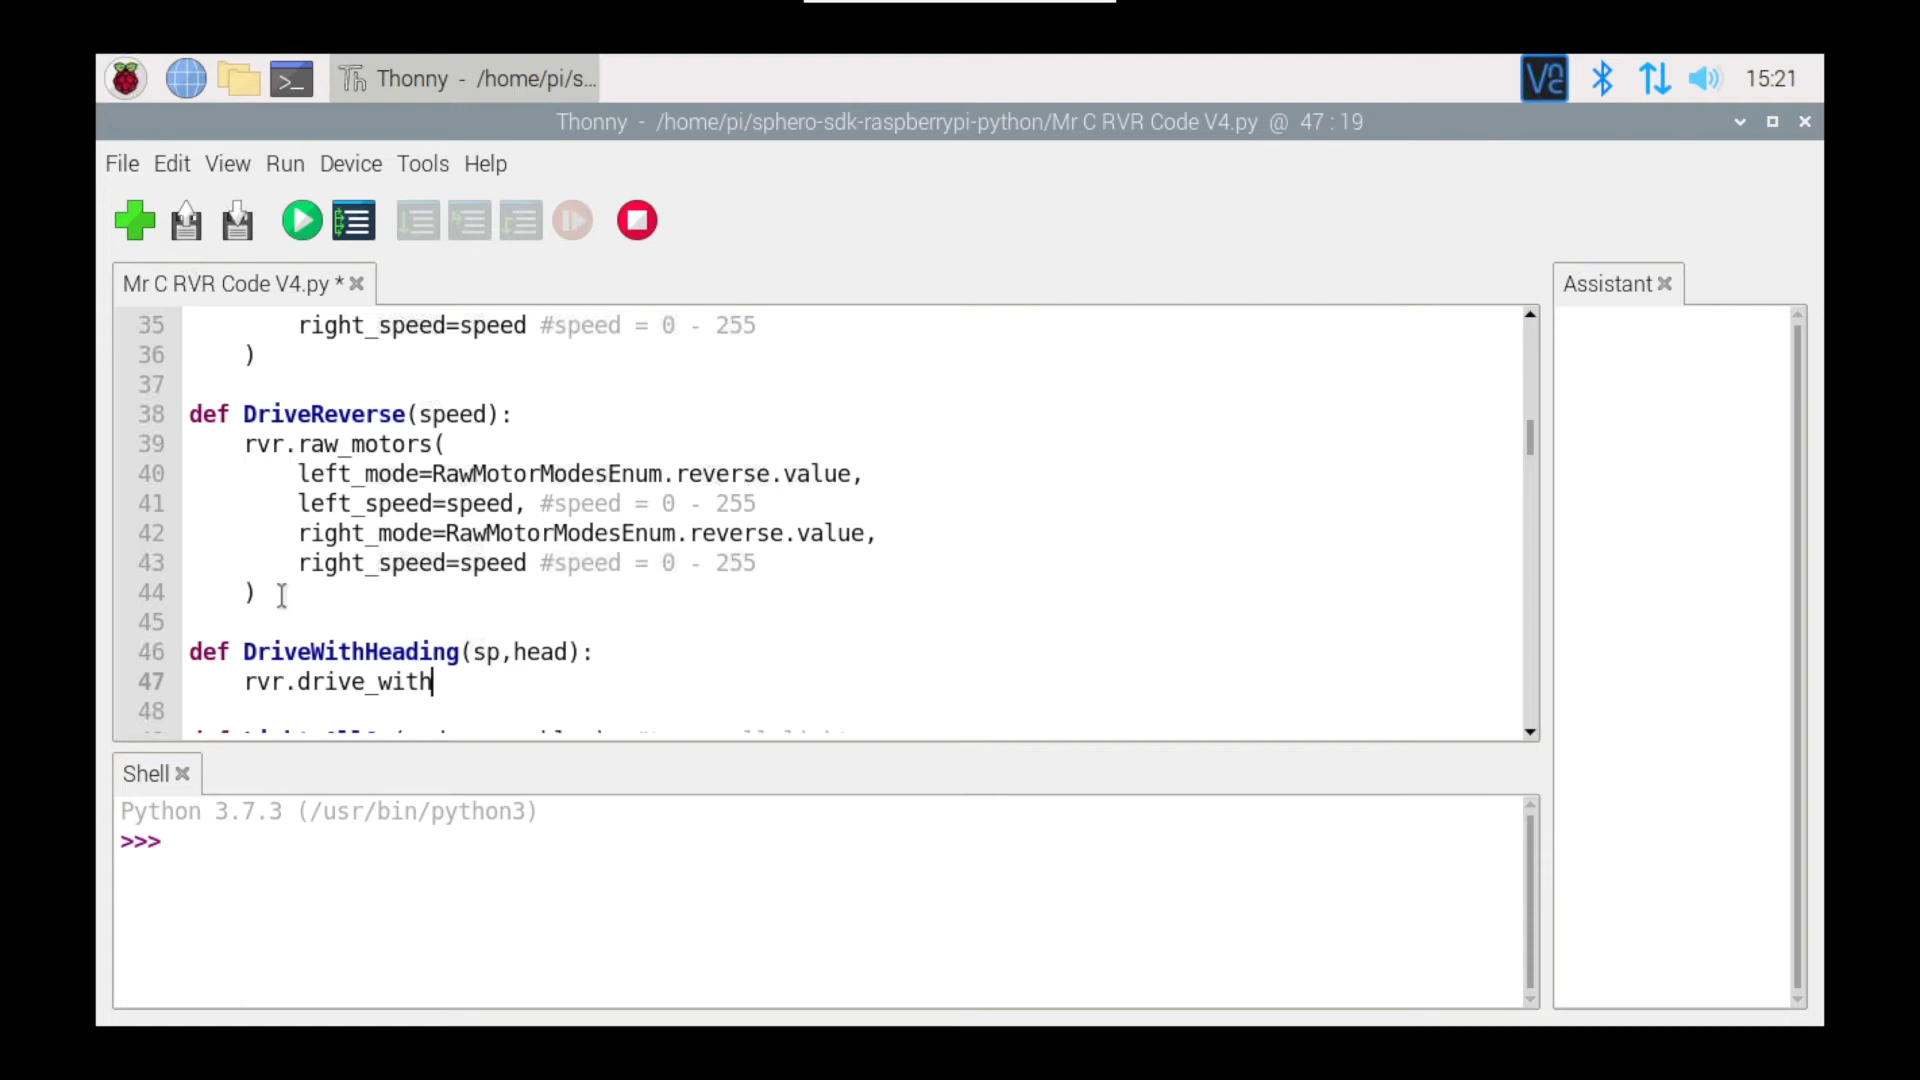 Thonny - /home/pi/s...
15:21
Thonny - /home/pi/sphero-sdk-raspberrypi-python/Mr C RVR Code V4.py @ 47 : 19
File Edit View Run Device Tools Help
Mr C RVR Code V4.py *
Assistant
35 right_speed=speed #speed = 0 - 255
36 )
37
38 def DriveReverse(speed):
39 rvr.raw_motors(
40 left_mode=RawMotorModesEnum.reverse.value,
41 left_speed=speed, #speed = 0 - 255
42 right_mode=RawMotorModesEnum.reverse.value,
43 right_speed=speed #speed = 0 - 255
44 )
45
46 def DriveWithHeading(sp,head):
47 rvr.drive_with
48
Shell
Python 3.7.3 (/usr/bin/python3)
>>>